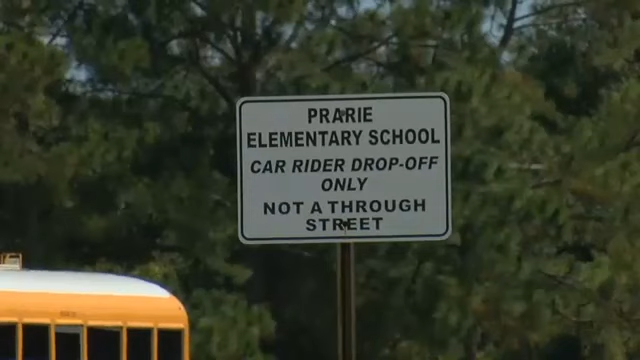 PRARIE
ELEMENTARY SCHOOL
CAR RIDER DROP-OFF
ONLY
NOT A THROUGH
STREET